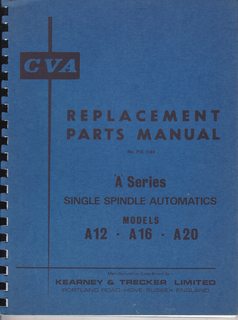 CVA
REPLACEMENT
PARTS MANUAL
'A' Series
SINGLE SPINDLE AUTOMATICS
MODELS
A12 · A16 · A20
KEARNEY & TRECKER LIMITED
PORTLAND ROAD · HOVE · SUSSEX · ENGLAND